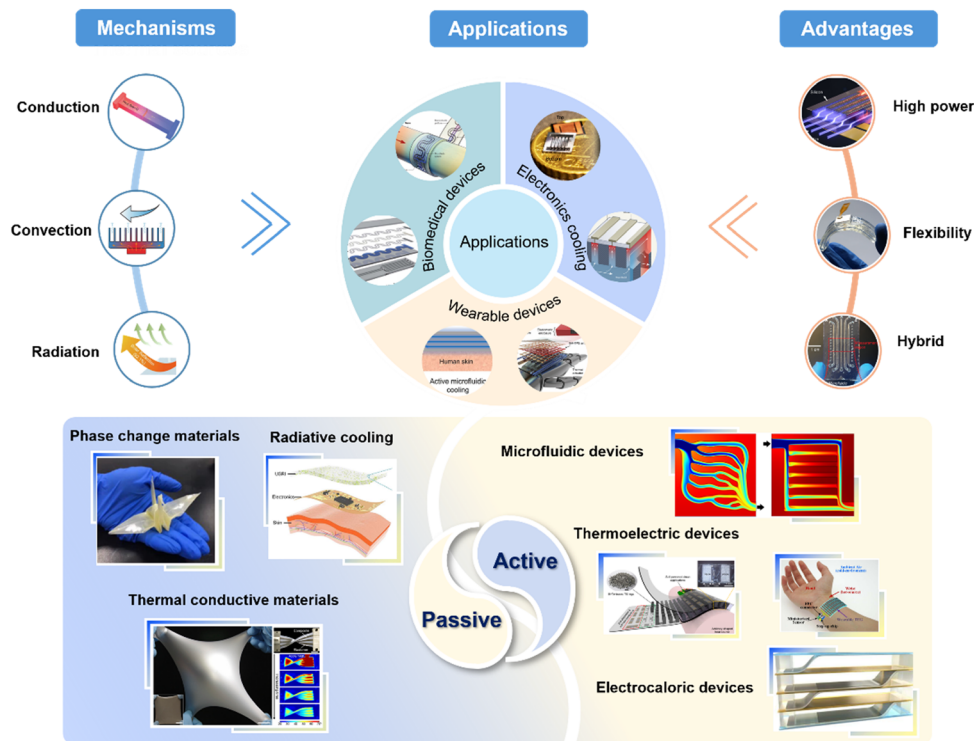 Mechanisms
Applications
Advantages
Conduction
Convection
Radiation
Biomedical devices
Electronics cooling
Applications
Wearable devices
Human skin
Active microfluidic
cooling
High power
Flexibility
Hybrid
Phase change materials
Radiative cooling
Electronics
Skin
Thermal conductive materials
Passive
Active
Microfluidic devices
Thermoelectric devices
Electrocaloric devices